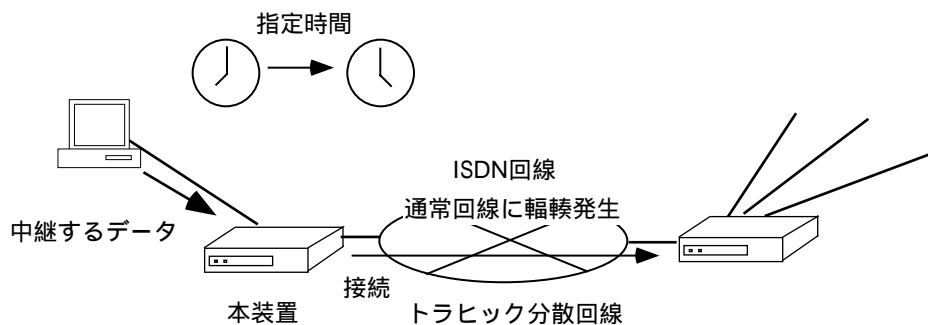 指定時間
ISDN回線
通常回線に輻輳発生
中継するデータ
接続
本装置
トラヒック分散回線